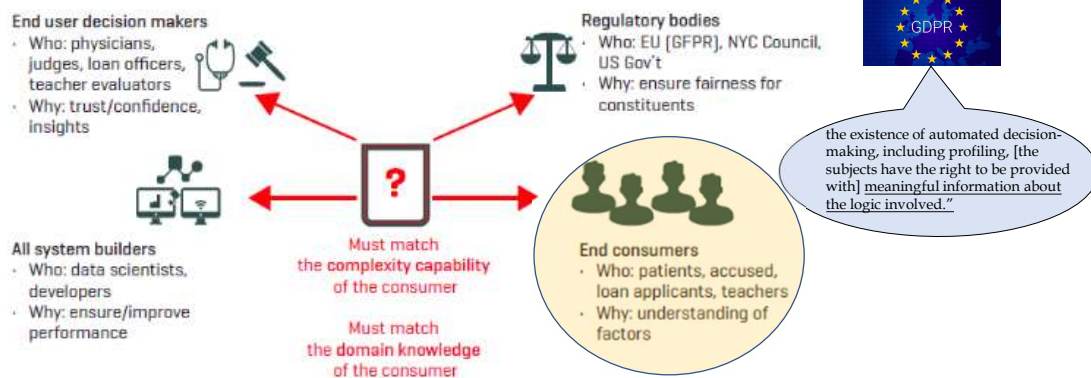 End user decision makers
· Who: physicians,
judges, loan officers,
teacher evaluators
· Why: trust/confidence,
insights
Regulatory bodies
· Who: EU (GFPR), NYC Council,
US Gov't
· Why: ensure fairness for
constituents
GDPR
the existence of automated decision-
making, including profiling, [the
subjects have the right to be provided
with] meaningful information about
the logic involved.”
?
All system builders
· Who: data scientists,
developers
· Why: ensure/improve
performance
Must match
the complexity capability
of the consumer
Must match
the domain knowledge
of the consumer
End consumers
· Who: patients, accused,
loan applicants, teachers
· Why: understanding of
factors